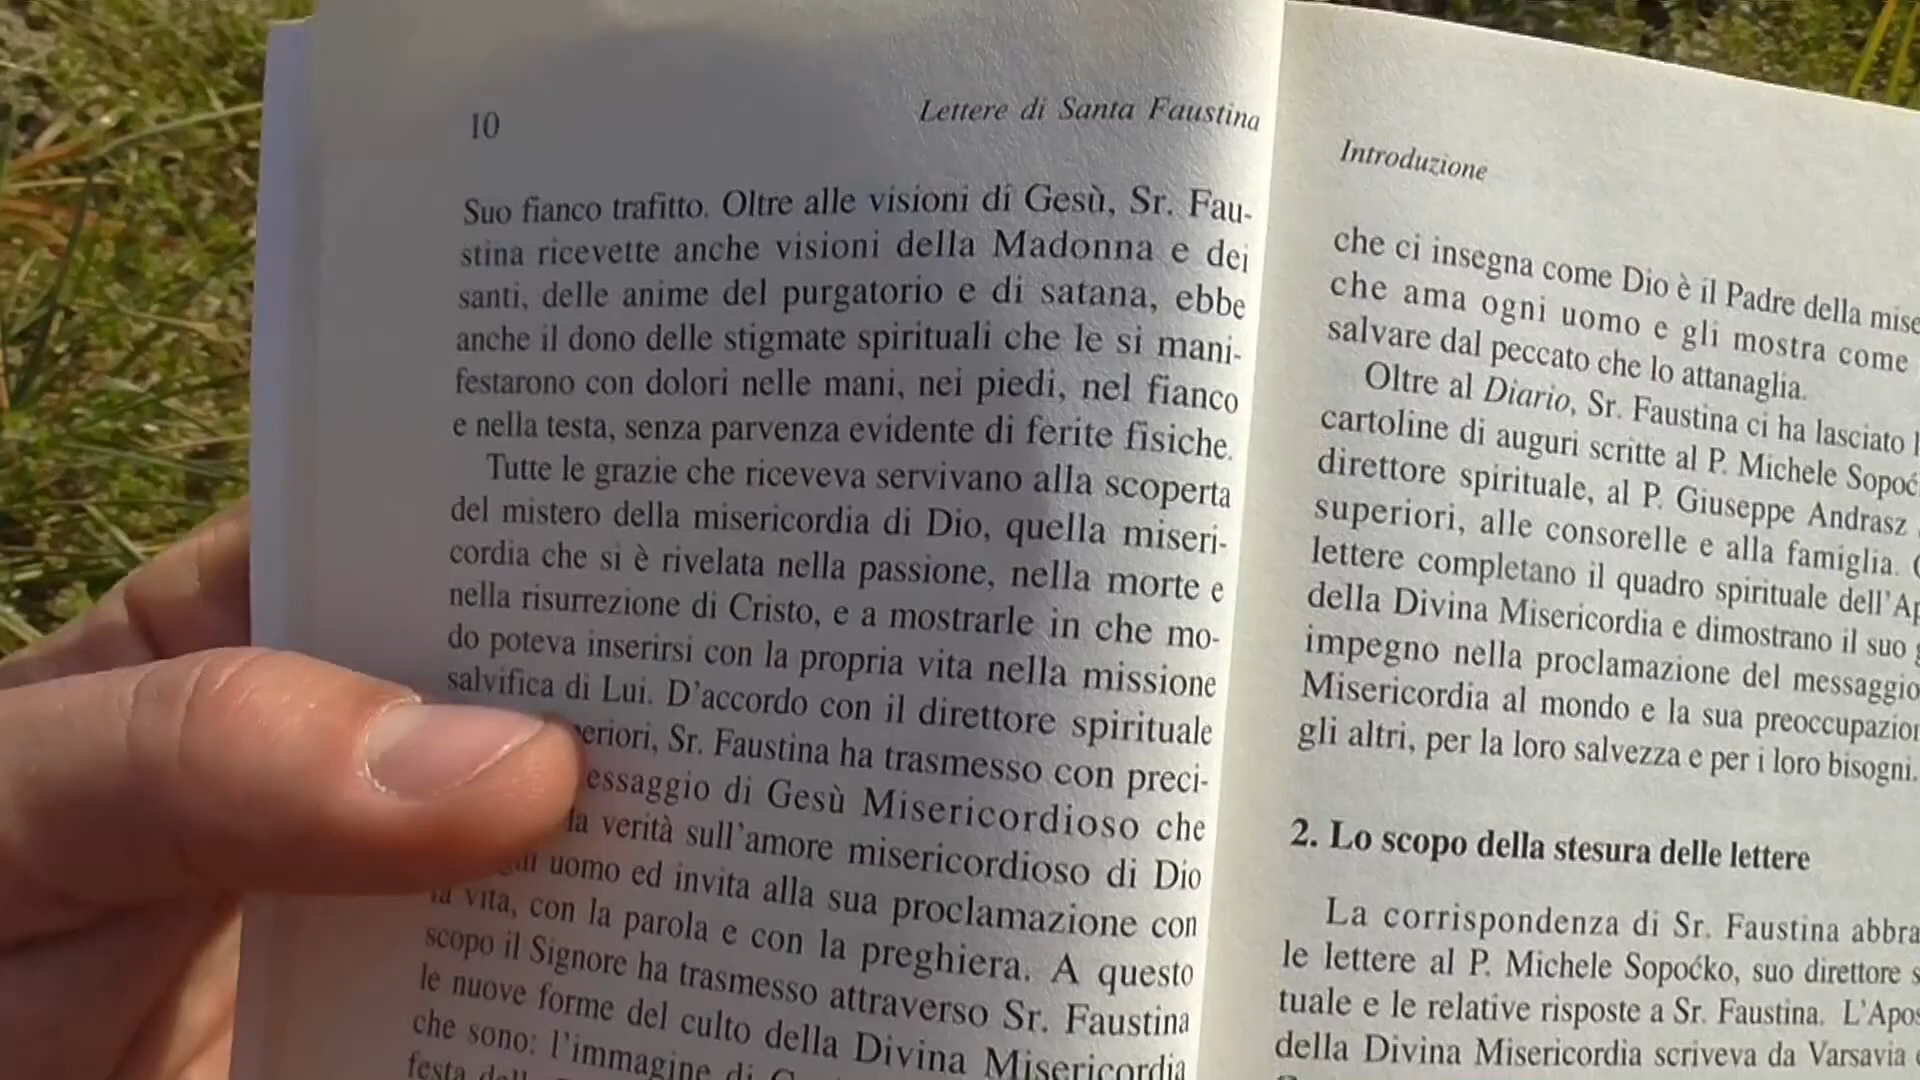 10
Lettere di Santa Faustina
Suo fianco trafitto. Oltre alle visioni di Gesù, Sr. Fau-
stina ricevette anche visioni della Madonna e dei
santi, delle anime del purgatorio e di satana, ebbe
anche il dono delle stigmate spirituali che le si mani-
festarono con dolori nelle mani, nei piedi, nel fianco
e nella testa, senza parvenza evidente di ferite fisiche.
Tutte le grazie che riceveva servivano alla scoperta
del mistero della misericordia di Dio, quella miseri-
cordia che si è rivelata nella passione, nella morte e
nella risurrezione di Cristo, e a mostrarle in che mo-
do poteva inserirsi con la propria vita nella missione
salvifica di Lui. D'accordo con il direttore spirituale
Sr. Faustina ha trasmesso con preci-
di Gesù Misericordioso che
la verità sull'amore misericordioso di Dio
uomo ed invita alla sua proclamazione con
la vita, con la parola e con la preghiera. A questo
scopo il Signore ha trasmesso attraverso Sr. Faustina
le nuove forme del culto della Divina Misericordia
che sono: l'immagine di
festa
Introduzione
che ci insegna come Dio è il Padre della
che ama ogni uomo e gli mostra come
salvare dal peccato che lo attanaglia.
Oltre al Diario, Sr. Faustina ci ha lasciato
cartoline di auguri scritte al P. Michele
direttore spirituale, al P. Giuseppe Andrasz
superiori, alle consorelle e alla famiglia.
lettere completano il quadro spirituale
della Divina Misericordia e dimostrano il suo
impegno nella proclamazione del messaggio
Misericordia al mondo e la sua
gli altri, per la loro salvezza e per i loro bisogni.
2. Lo scopo della stesura delle lettere
La corrispondenza di Sr. Faustina
le lettere al P. Michele Sopoćko, suo direttore
tuale e le relative risposte a Sr. Faustina.
della Divina Misericordia scriveva da Varsavia